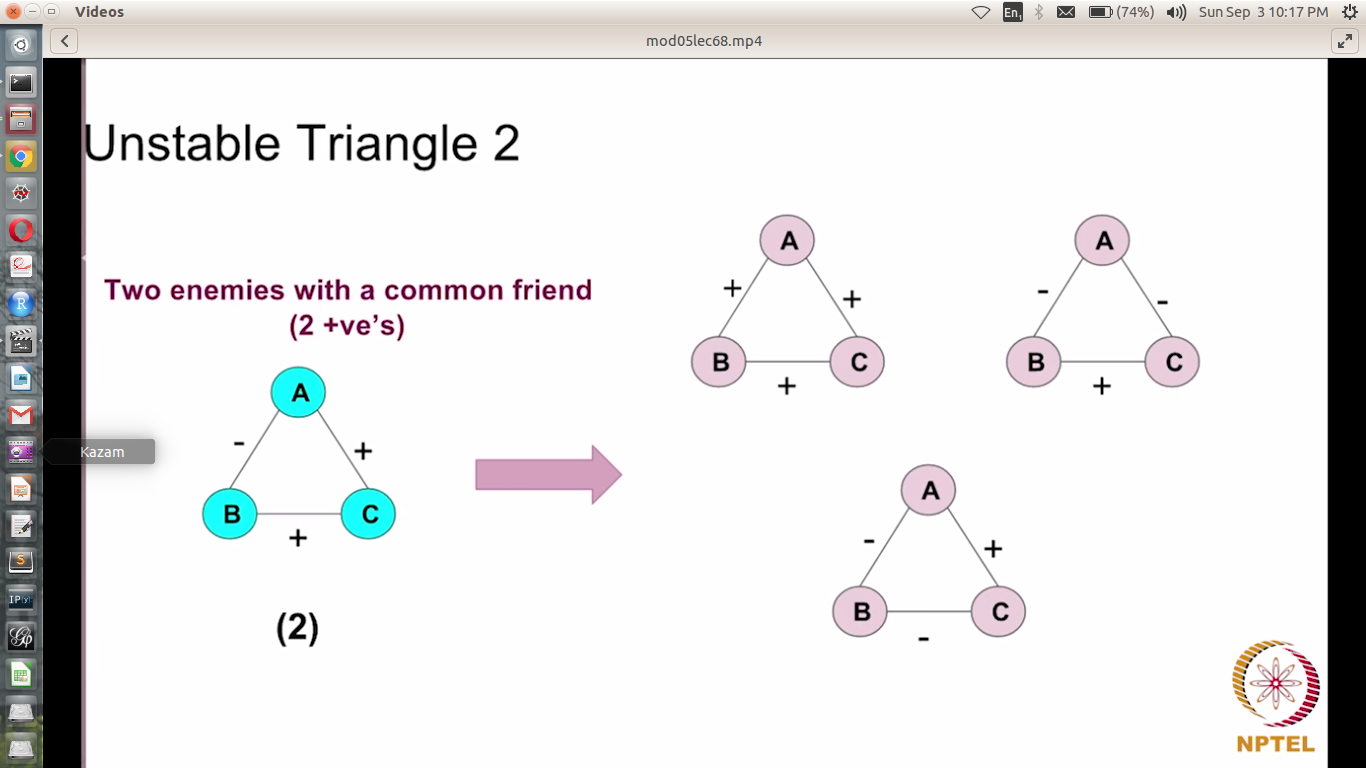 Videos
En1
(74%)
Sun Sep 3 10:17 PM
mod05lec68.mp4
Unstable Triangle 2
Two enemies with a common friend
(2 +ve's)
A
- +
B C
+
(2)
A
+ +
B C
+
A
- -
B C
+
A
- +
B C
-
Kazam
NPTEL